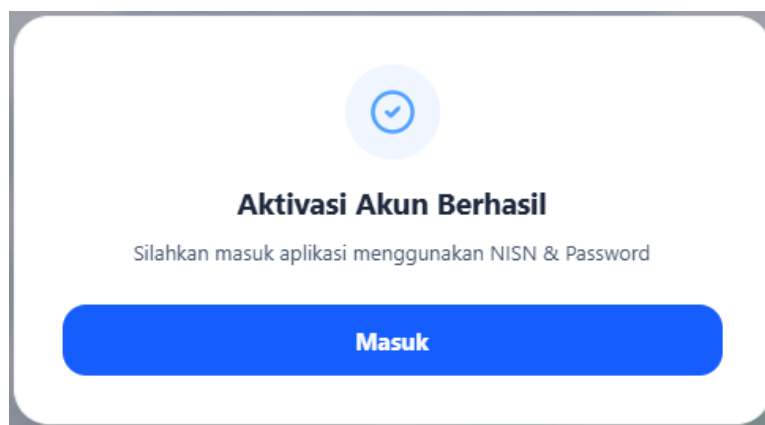 Aktivasi Akun Berhasil
Silahkan masuk aplikasi menggunakan NISN & Password
Masuk